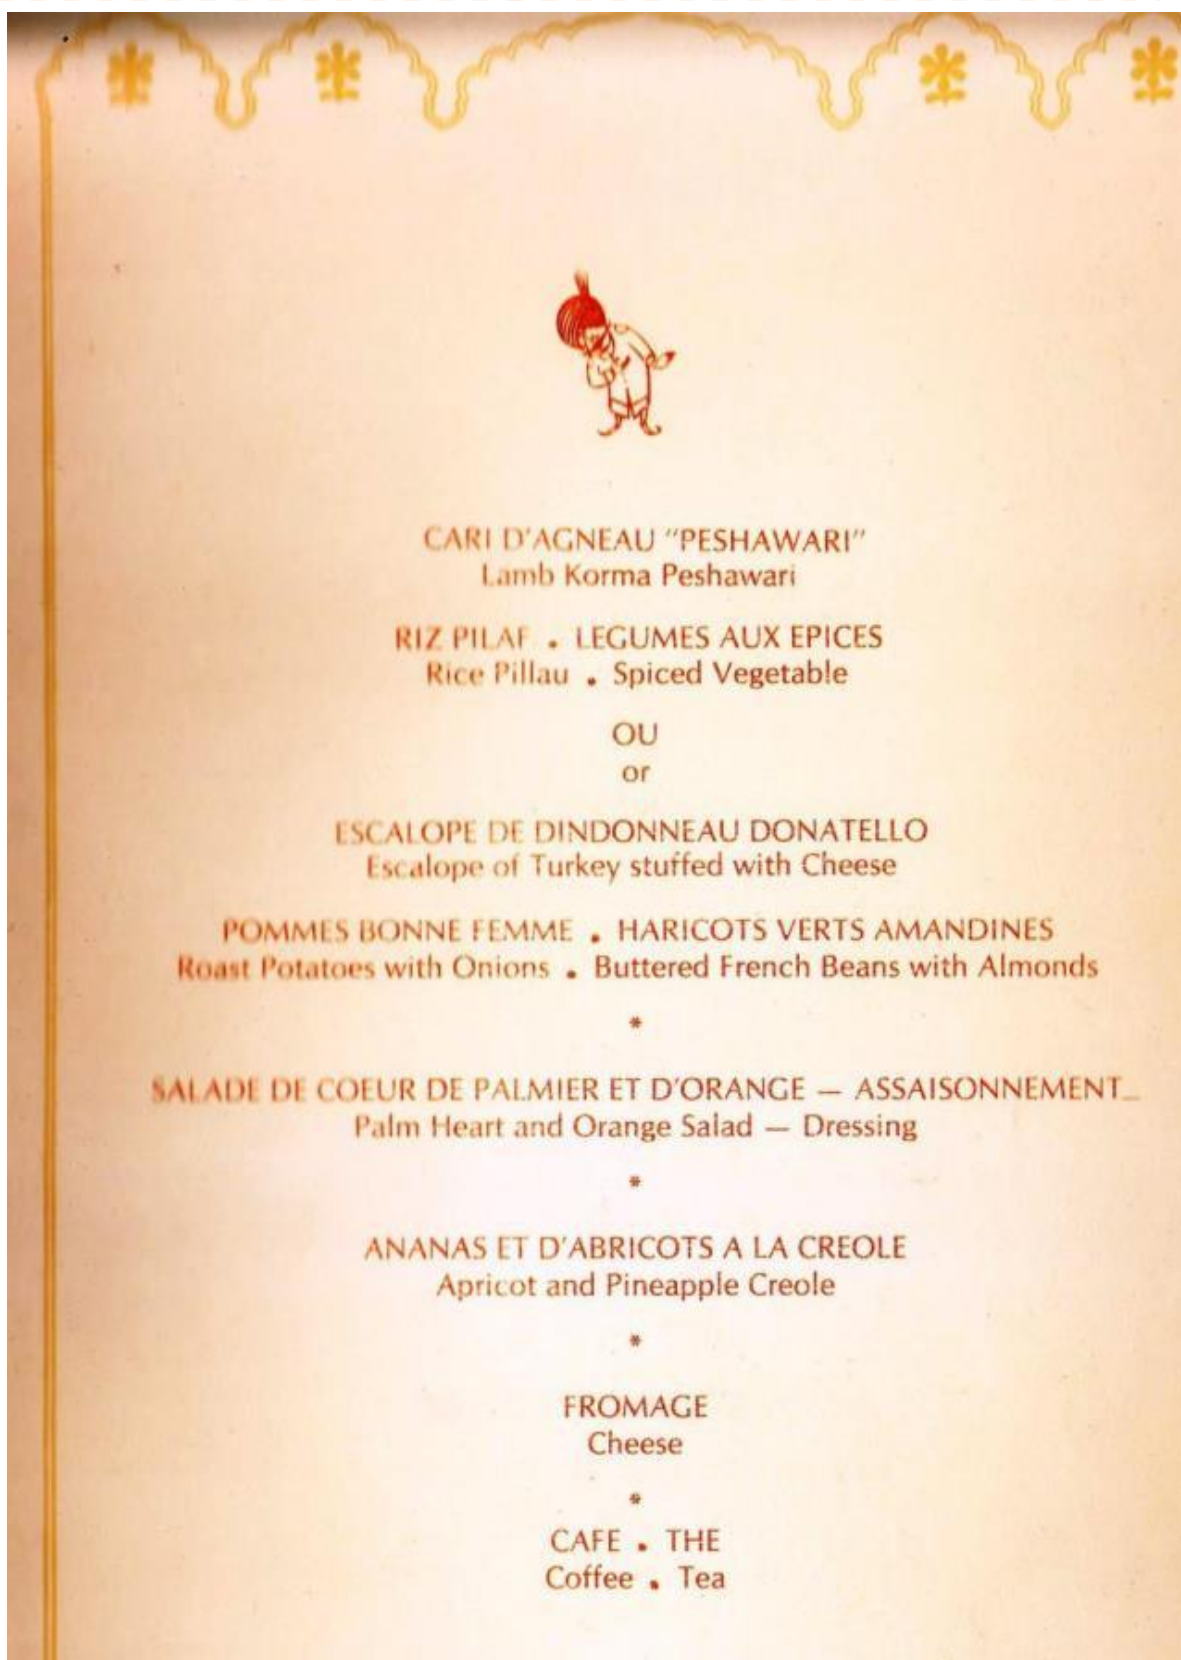 CARI D'AGNEAU "PESHAWARI"
Lamb Korma Peshawari
RIZ PILAF . LEGUMES AUX EPICES
Rice Pillau . Spiced Vegetable
OU
or
ESCALOPE DE DINDONNEAU DONATELLO
Escalope of Turkey stuffed with Cheese
POMMES BONNE FEMME . HARICOTS VERTS AMANDINES
Roast Potatoes with Onions . Buttered French Beans with Almonds
*
SALADE DE COEUR DE PALMIER ET D'ORANGE — ASSAISONNEMENT
Palm Heart and Orange Salad — Dressing
*
ANANAS ET D'ABRICOTS A LA CREOLE
Apricot and Pineapple Creole
*
FROMAGE
Cheese
*
CAFE . THE
Coffee . Tea